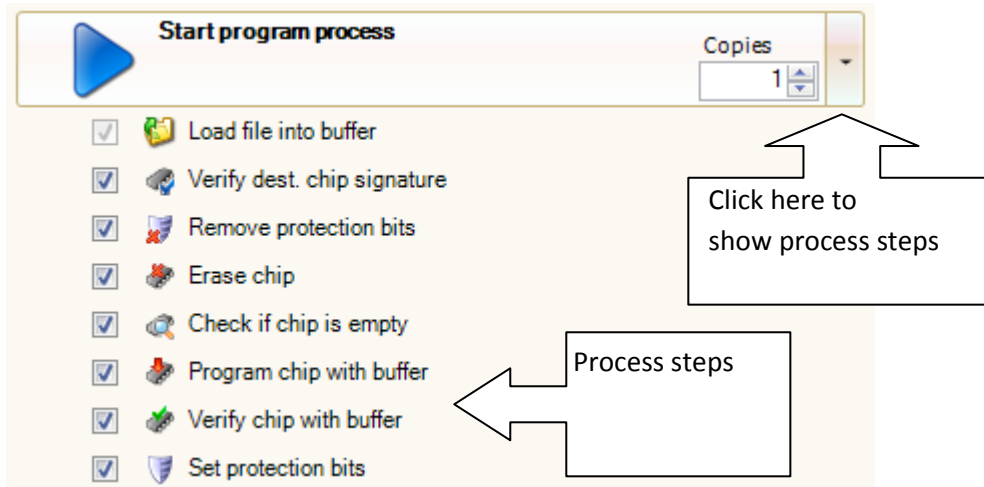 Start program process
Copies
1
Load file into buffer
Verify dest. chip signature
Remove protection bits
Click here to
show process steps
Erase chip
Check if chip is empty
Process steps
Program chip with buffer
Verify chip with buffer
Set protection bits